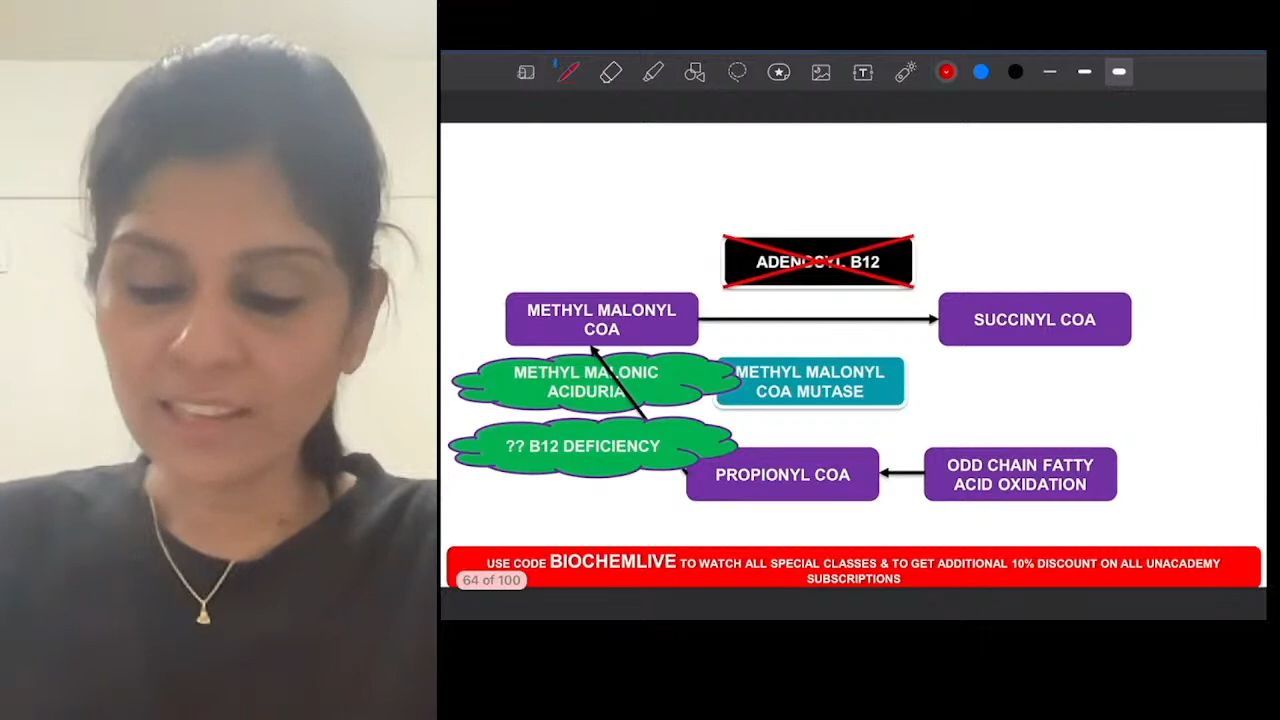 ADENOSYL B12
METHYL MALONYL
COA
SUCCINYL COA
METHYL MALONIC
ACIDURIA
METHYL MALONYL
COA MUTASE
?? B12 DEFICIENCY
PROPIONYL COA
ODD CHAIN FATTY
ACID OXIDATION
USE CODE BIOCHEMLIVE TO WATCH ALL SPECIAL CLASSES & TO GET ADDITIONAL 10% DISCOUNT ON ALL UNACADEMY
SUBSCRIPTIONS
64 of 100